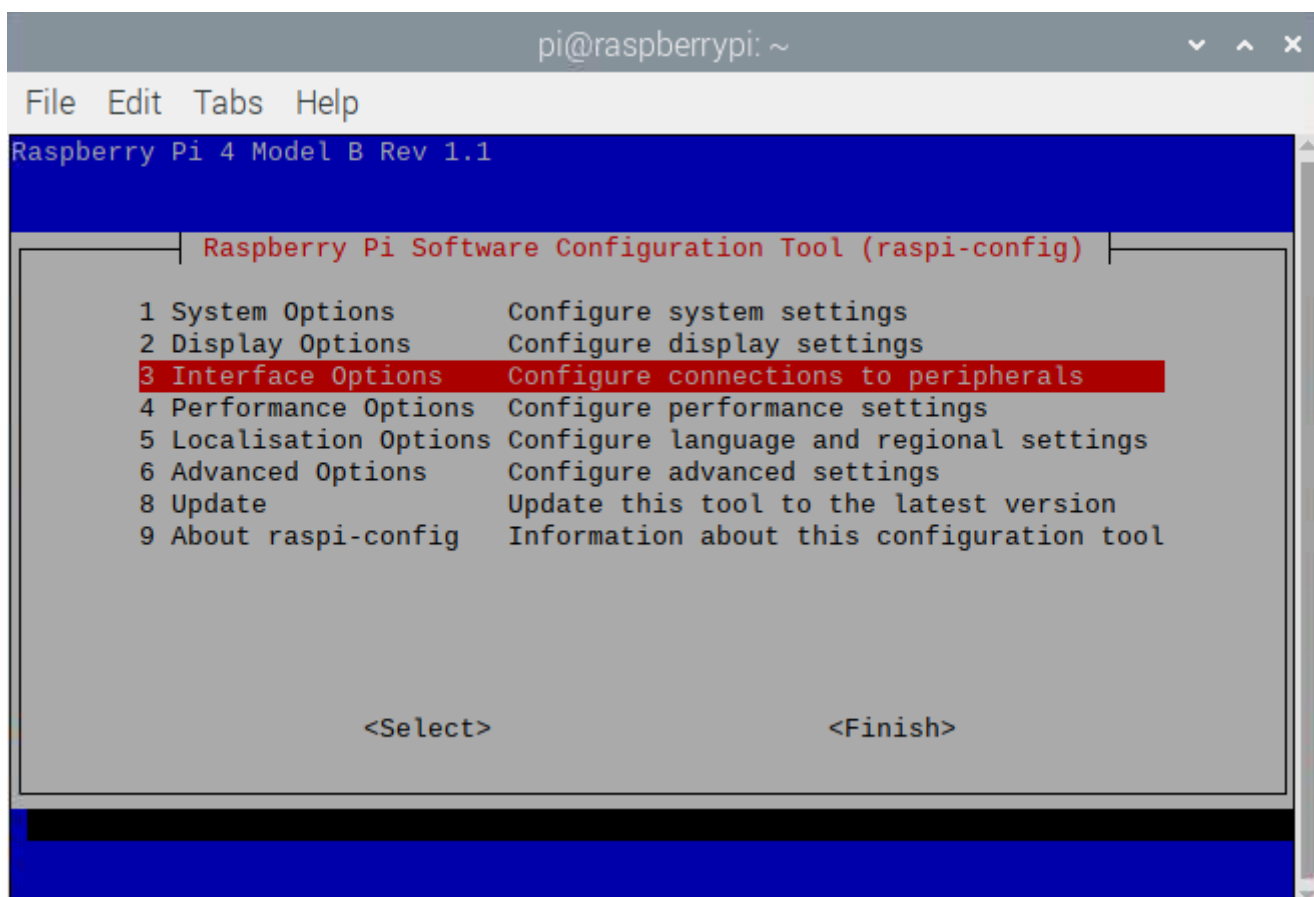 pi@raspberrypi: ~
File Edit Tabs Help
Raspberry Pi 4 Model B Rev 1.1
Raspberry Pi Software Configuration Tool (raspi-config)
1 System Options Configure system settings
2 Display Options Configure display settings
3 Interface Options Configure connections to peripherals
4 Performance Options Configure performance settings
5 Localisation Options Configure language and regional settings
6 Advanced Options Configure advanced settings
8 Update Update this tool to the latest version
9 About raspi-config Information about this configuration tool
<Select> <Finish>